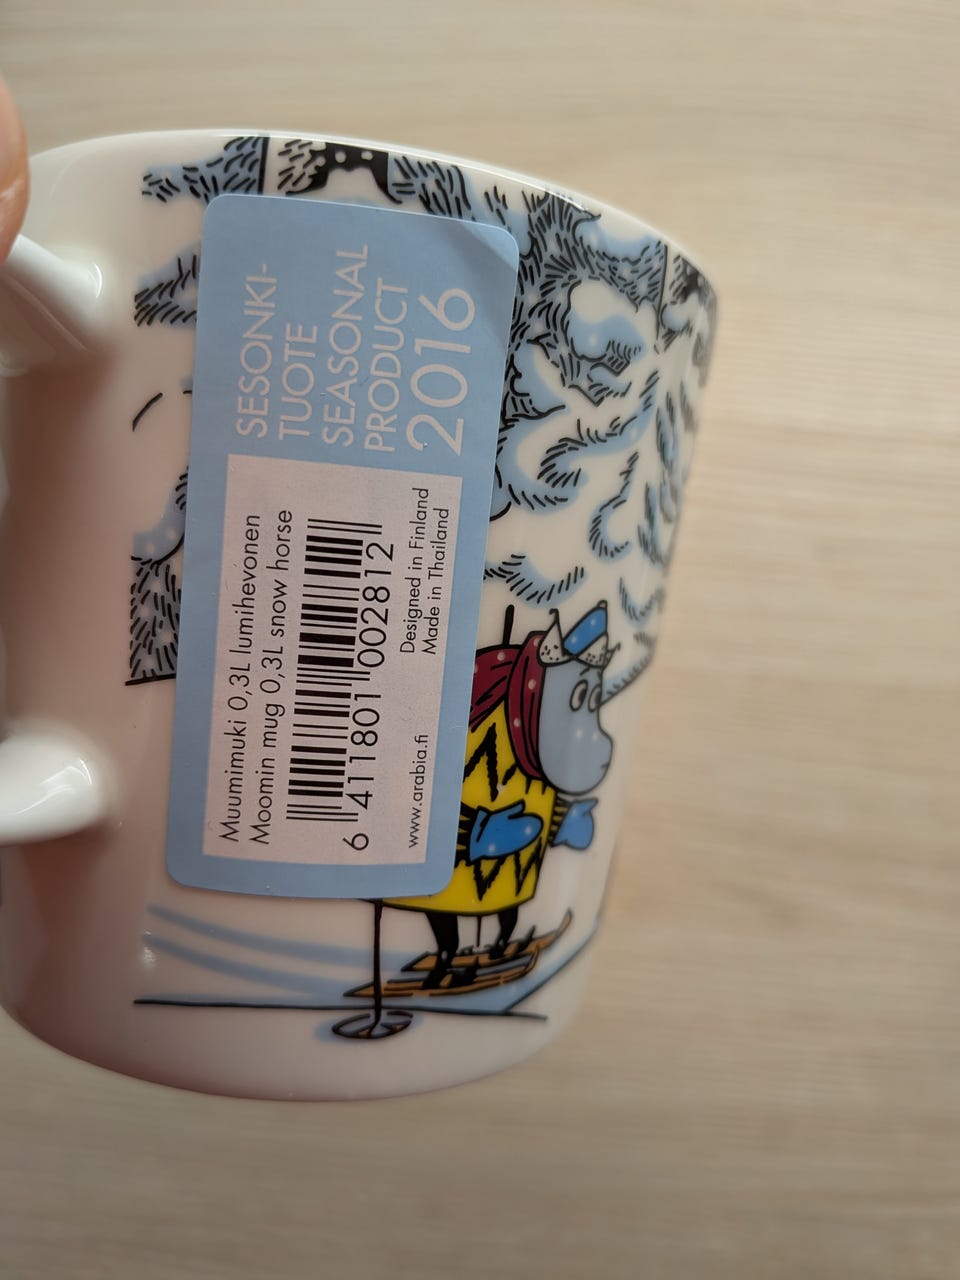 SESONKI-
TUOTE
SEASONAL
PRODUCT
2016
Muumimuki 0,3L lumihevonen
Moomin mug 0,3L snow horse
6 411801 002812
Designed in Finland
Made in Thailand
www.arabia.fi